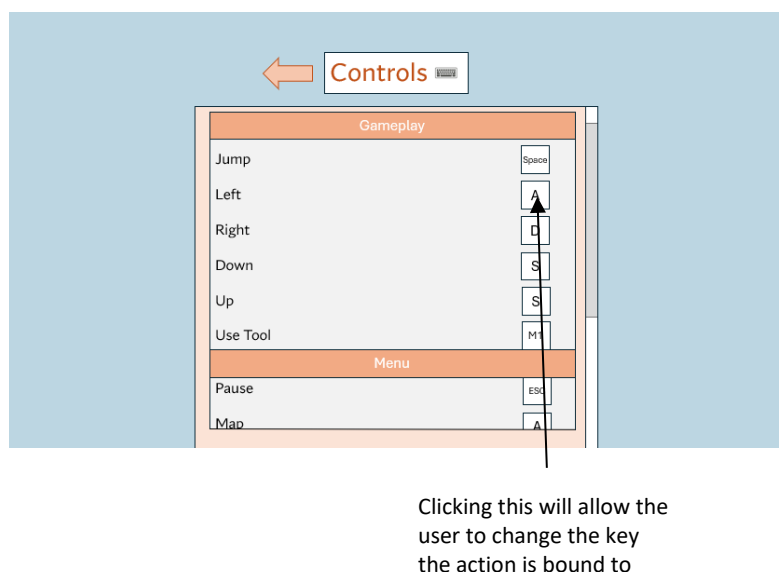 Controls
Gameplay
Jump Space
Left A
Right D
Down S
Up S
Use Tool M1
Menu
Pause ESC
Map A
Clicking this will allow the
user to change the key
the action is bound to